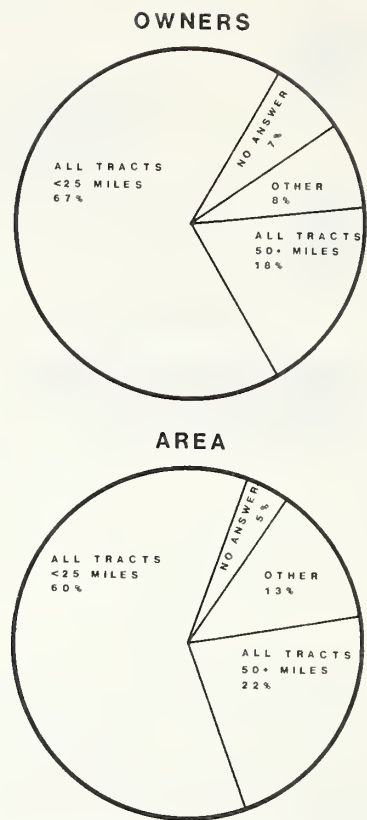 OWNERS
NO ANSWER
7%
ALL TRACTS
<25 MILES
67%
OTHER
8%
ALL TRACTS
50+ MILES
18%
AREA
NO ANSWER
5%
ALL TRACTS
<25 MILES
60%
OTHER
13%
ALL TRACTS
50+ MILES
22%